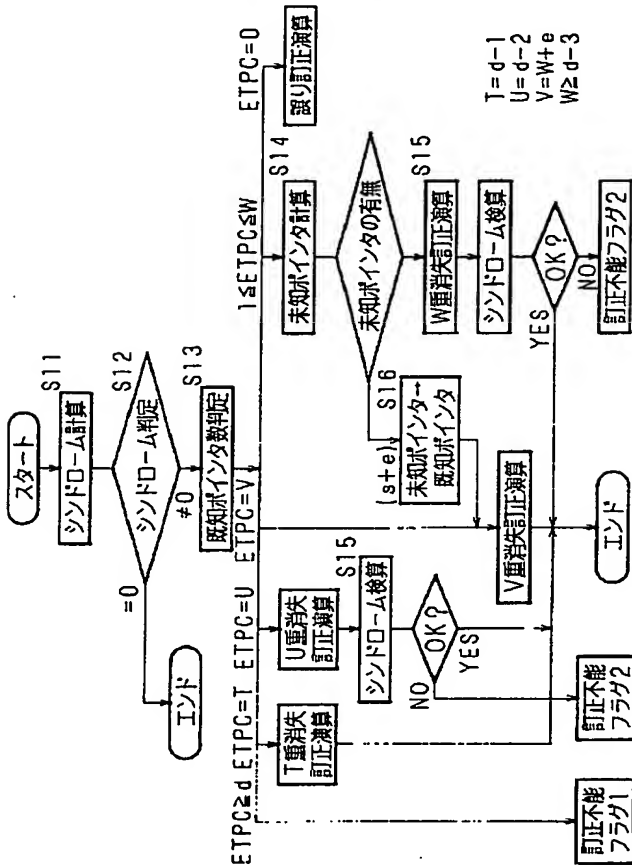 スタート
S11
シンドローム計算
S12
シンドローム判定
=0
≠0
エンド
S13
既知ポインタ数判定
ETPC≧d
ETPC=T
ETPC=U
ETPC=V
1≦ETPC≦W
ETPC=0
T重消失
訂正演算
U重消失
訂正演算
S15
シンドローム検算
OK?
NO
YES
S14
未知ポインタ計算
未知ポインタの有無
(s+e)
S16
未知ポインター→
既知ポインタ
S15
W重消失訂正演算
シンドローム検算
OK?
YES
NO
誤り訂正演算
V重消失訂正演算
訂正不能
フラグ1
訂正不能
フラグ2
エンド
訂正不能フラグ2
T=d-1
U=d-2
V=W+e
W≧d-3